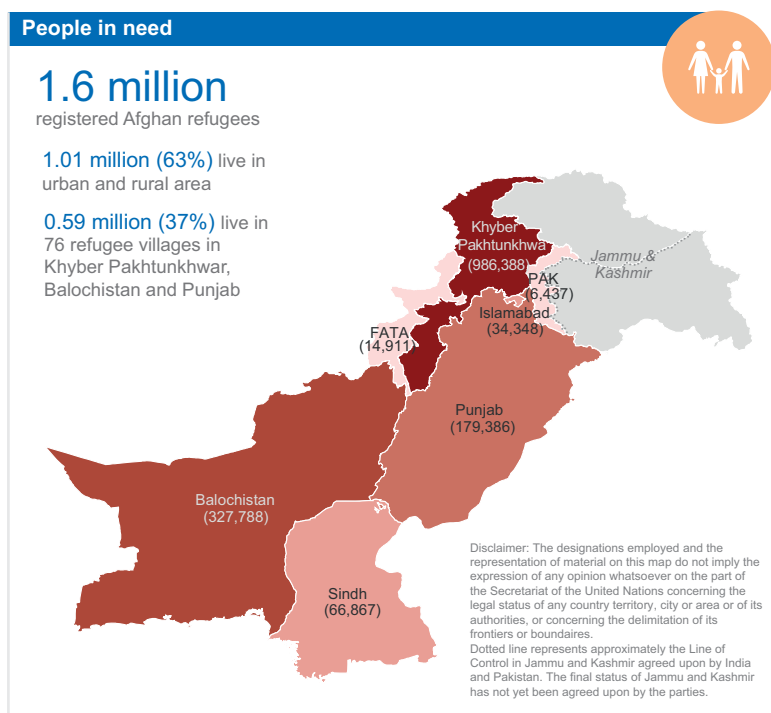 People in need
1.6 million
registered Afghan refugees
1.01 million (63%) live in
urban and rural area
0.59 million (37%) live in
76 refugee villages in
Khyber Pakhtunkhwar,
Balochistan and Punjab
Khyber
Pakhtunkhwa
(986,388)
Jammu &
Kashmir
PAK
(6,437)
Islamabad
(34,348)
FATA
(14,911)
Punjab
(179,386)
Balochistan
(327,788)
Sindh
(66,867)
Disclaimer: The designations employed and the
representation of material on this map do not imply the
expression of any opinion whatsoever on the part of
the Secretariat of the United Nations concerning the
legal status of any country territory, city or area or of its
authorities, or concerning the delimitation of its
frontiers or boundaires.
Dotted line represents approximately the Line of
Control in Jammu and Kashmir agreed upon by India
and Pakistan. The final status of Jammu and Kashmir
has not yet been agreed upon by the parties.